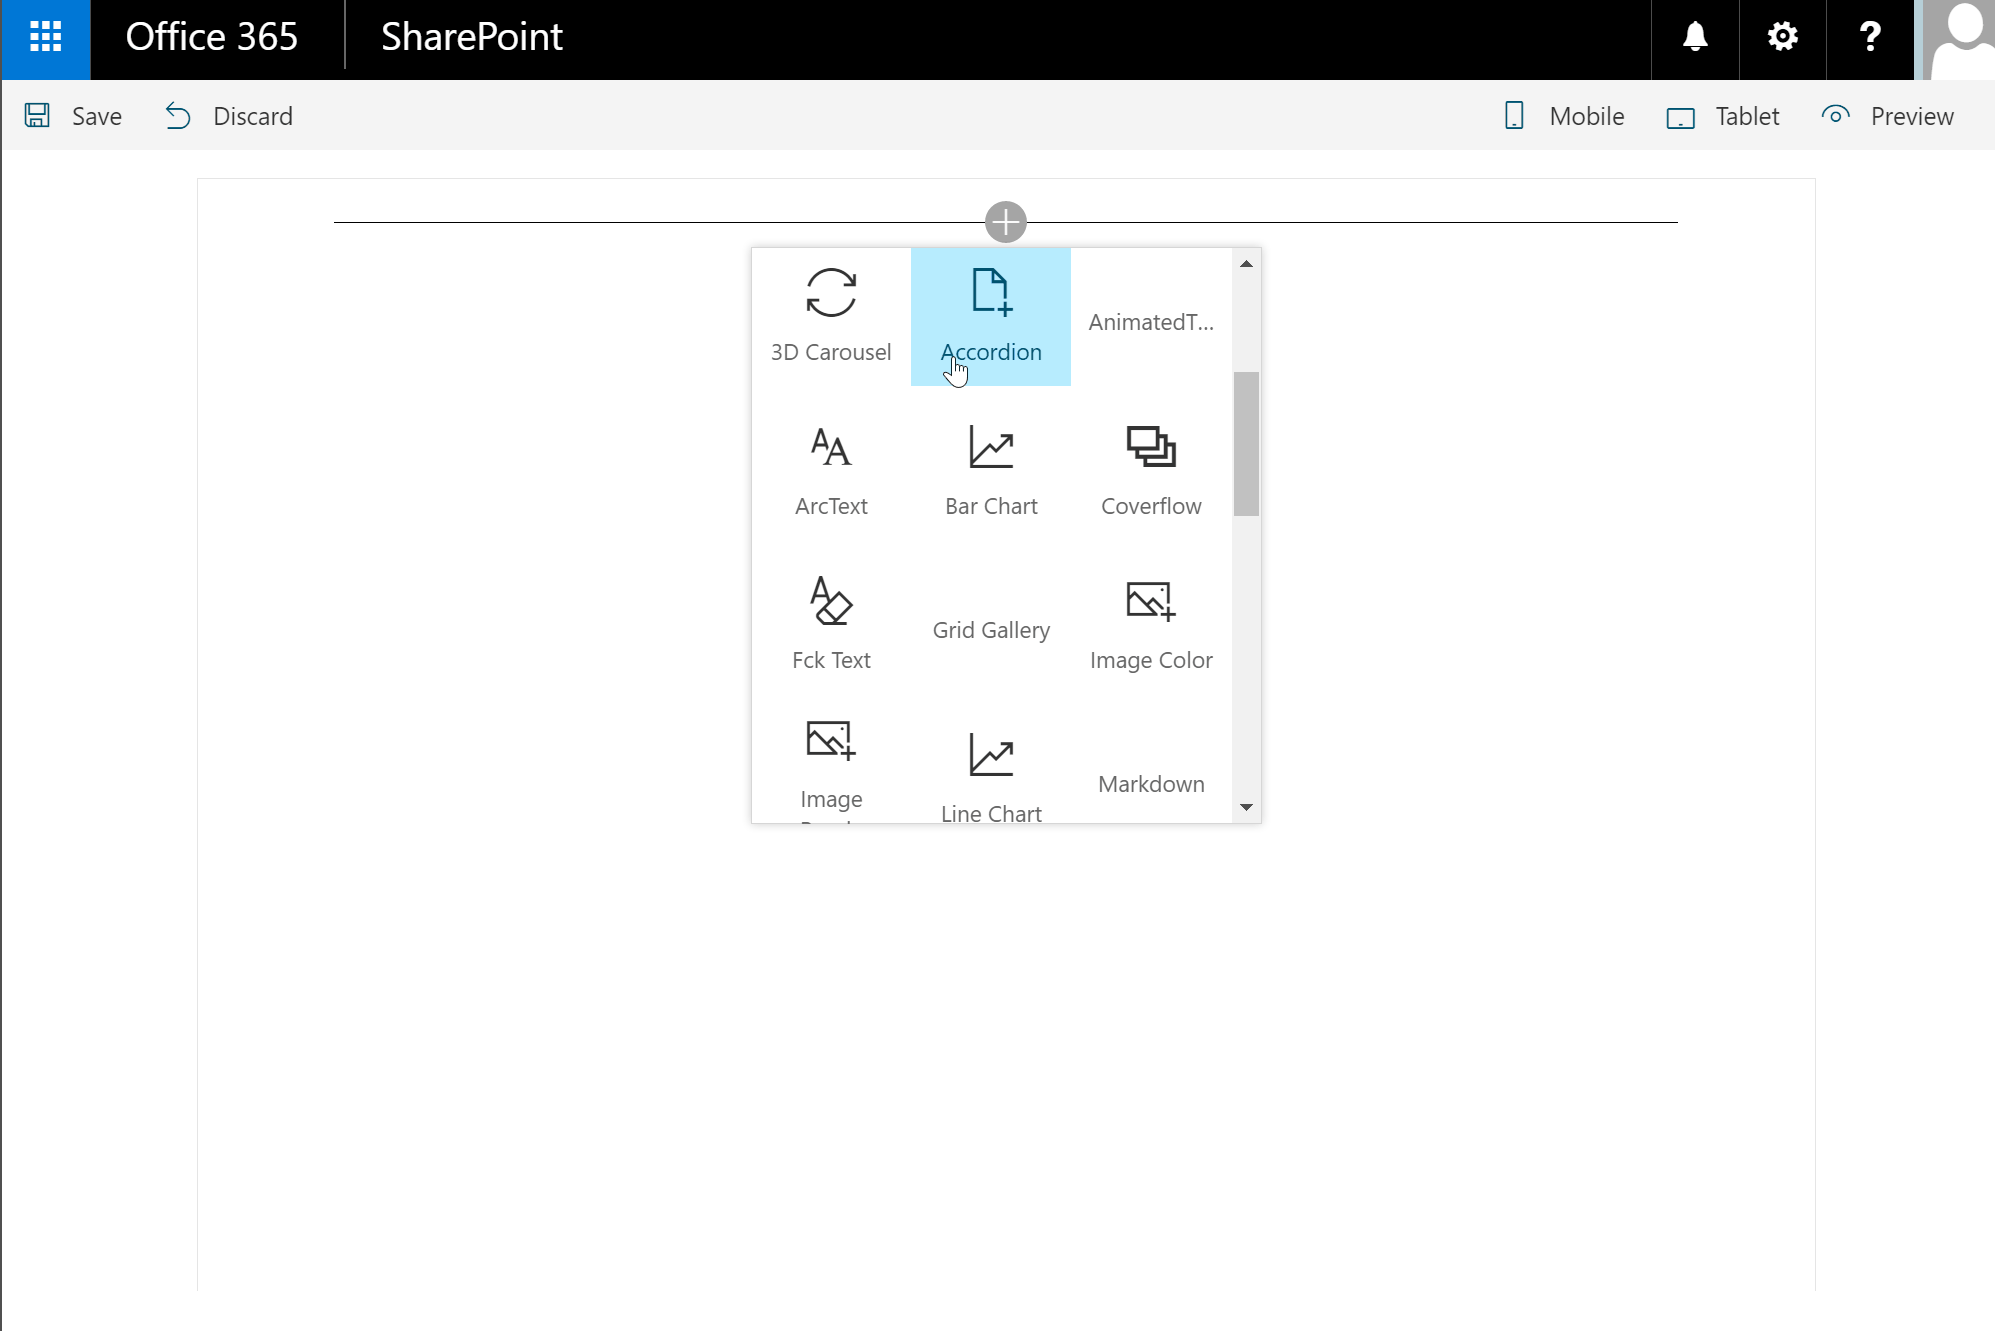 Office 365 SharePoint
Save Discard Mobile Tablet Preview
3D Carousel Accordion AnimatedT...
ArcText Bar Chart Coverflow
Fck Text Grid Gallery Image Color
Image Line Chart Markdown